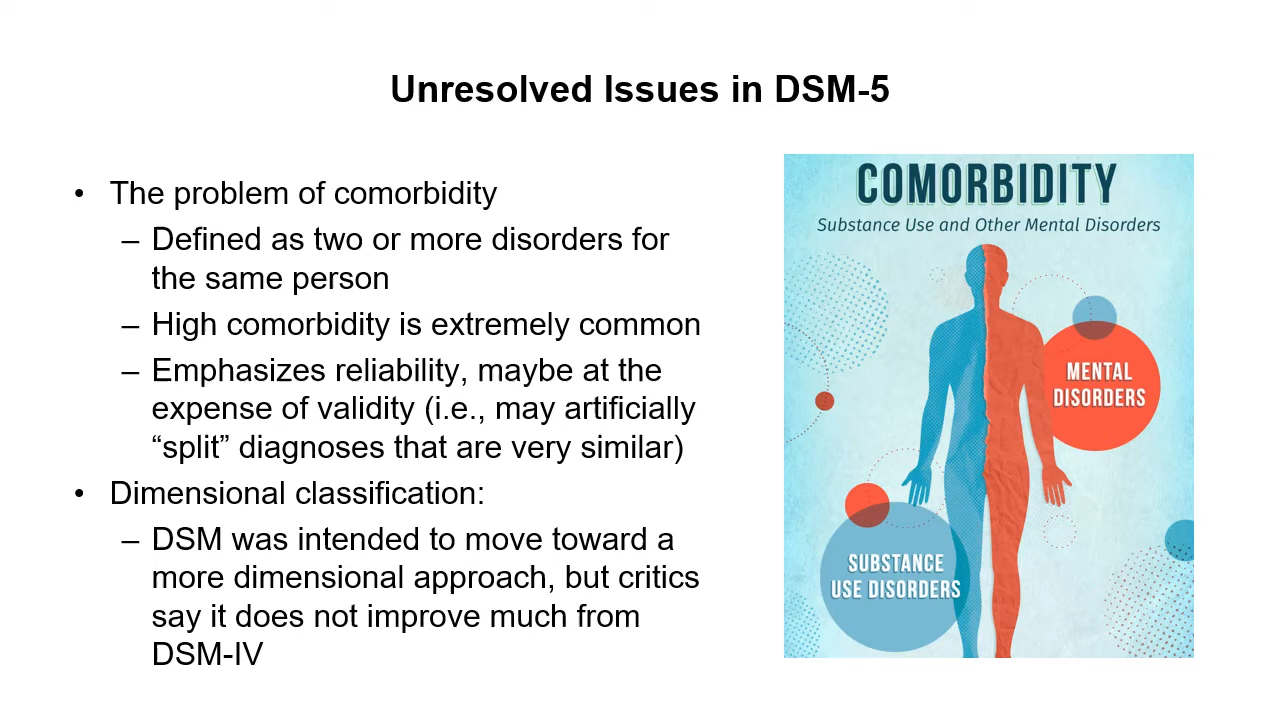 Unresolved Issues in DSM-5
• The problem of comorbidity
– Defined as two or more disorders for
the same person
– High comorbidity is extremely common
– Emphasizes reliability, maybe at the
expense of validity (i.e., may artificially
“split” diagnoses that are very similar)
• Dimensional classification:
– DSM was intended to move toward a
more dimensional approach, but critics
say it does not improve much from
DSM-IV
COMORBIDITY
Substance Use and Other Mental Disorders
MENTAL
DISORDERS
SUBSTANCE
USE DISORDERS